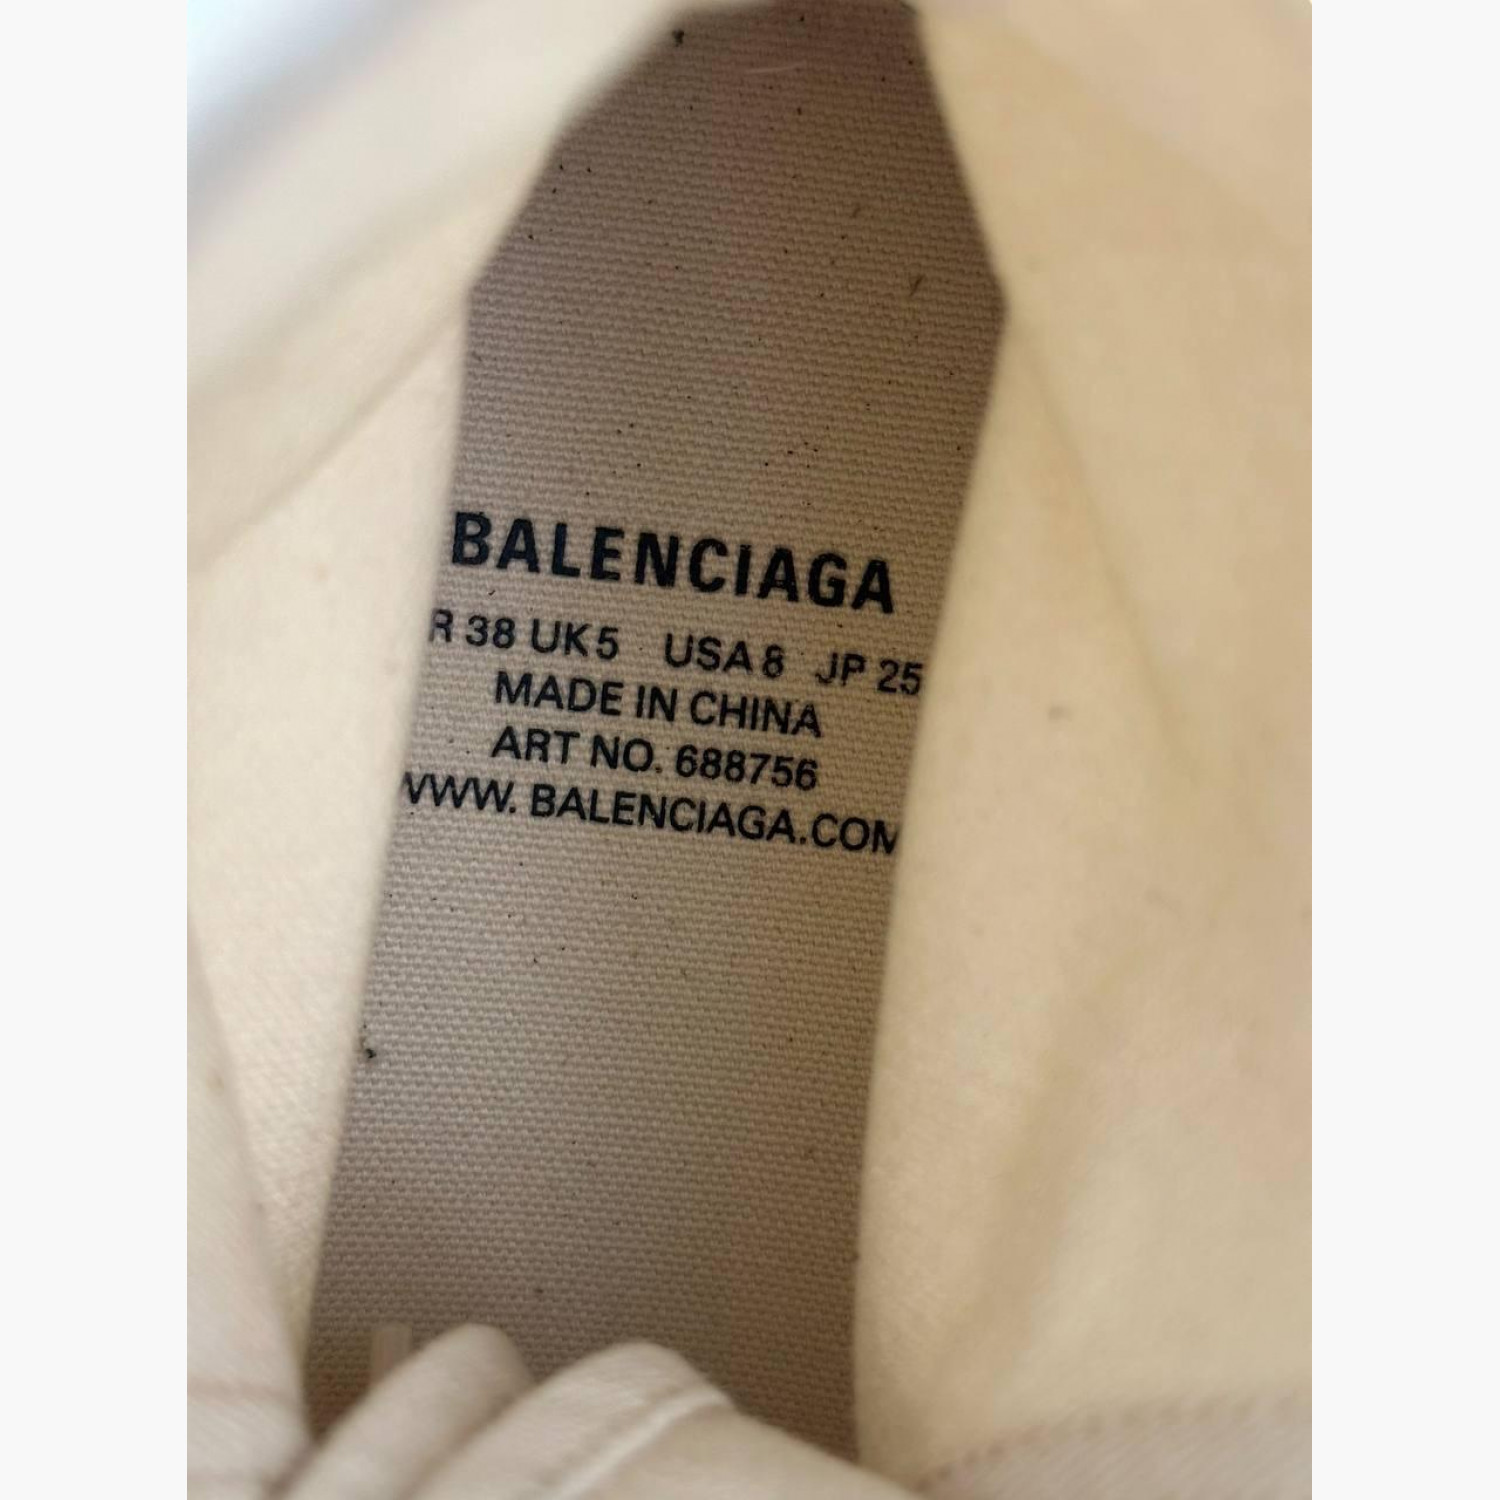 BALENCIAGA
R 38 UK 5 USA 8 JP 25
MADE IN CHINA
ART NO. 688756
WWW. BALENCIAGA.COM